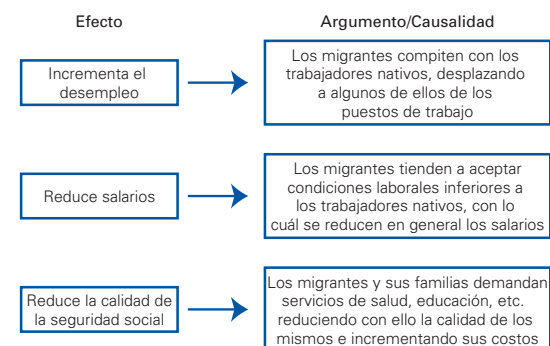 Efecto
Argumento/Causalidad
Incrementa el
desempleo
Los migrantes compiten con los
trabajadores nativos, desplazando
a algunos de ellos de los
puestos de trabajo
Reduce salarios
Los migrantes tienden a aceptar
condiciones laborales inferiores a
los trabajadores nativos, con lo
cuál se reducen en general los salarios
Reduce la calidad de
la seguridad social
Los migrantes y sus familias demandan
servicios de salud, educación, etc.
reduciendo con ello la calidad de los
mismos e incrementando sus costos